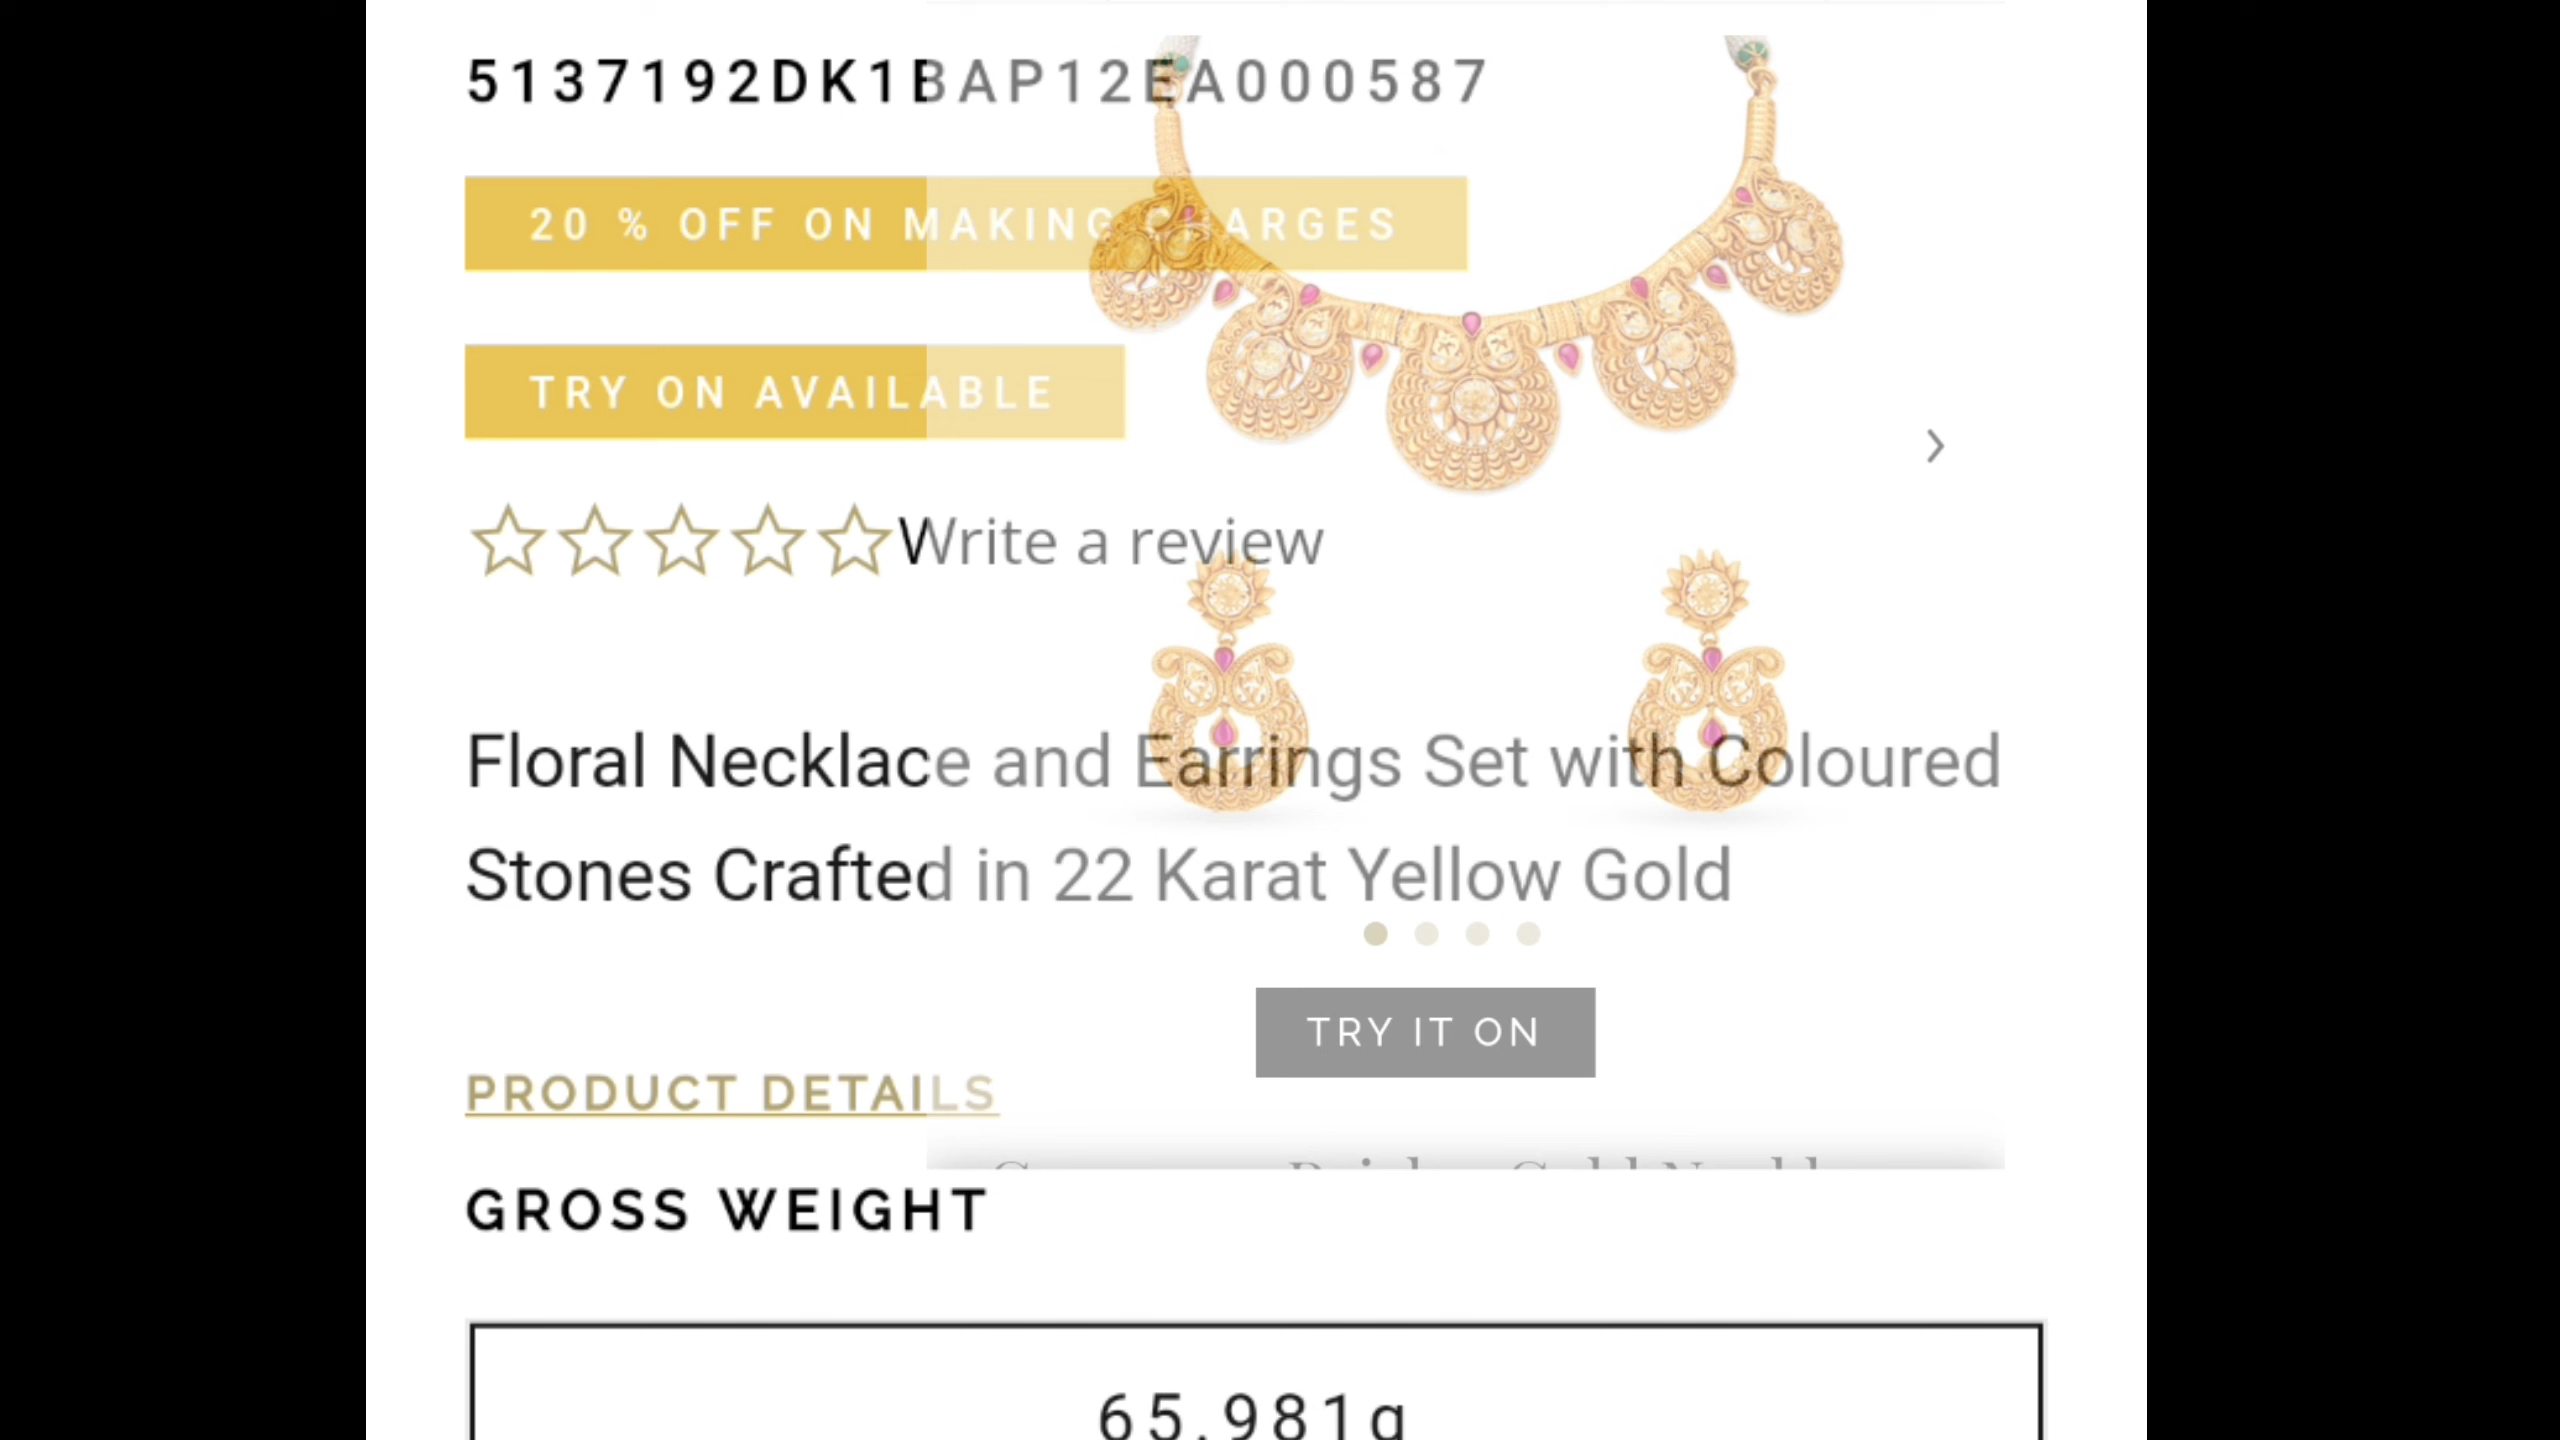 5137192DK1BBAP12EA000587
20 % OFF ON MAKING CHARGES
TRY ON AVAILABLE
Write a review
Floral Necklace and Earrings Set with Coloured
Stones Crafted in 22 Karat Yellow Gold
TRY IT ON
PRODUCT DETAILS
GROSS WEIGHT
65.981g